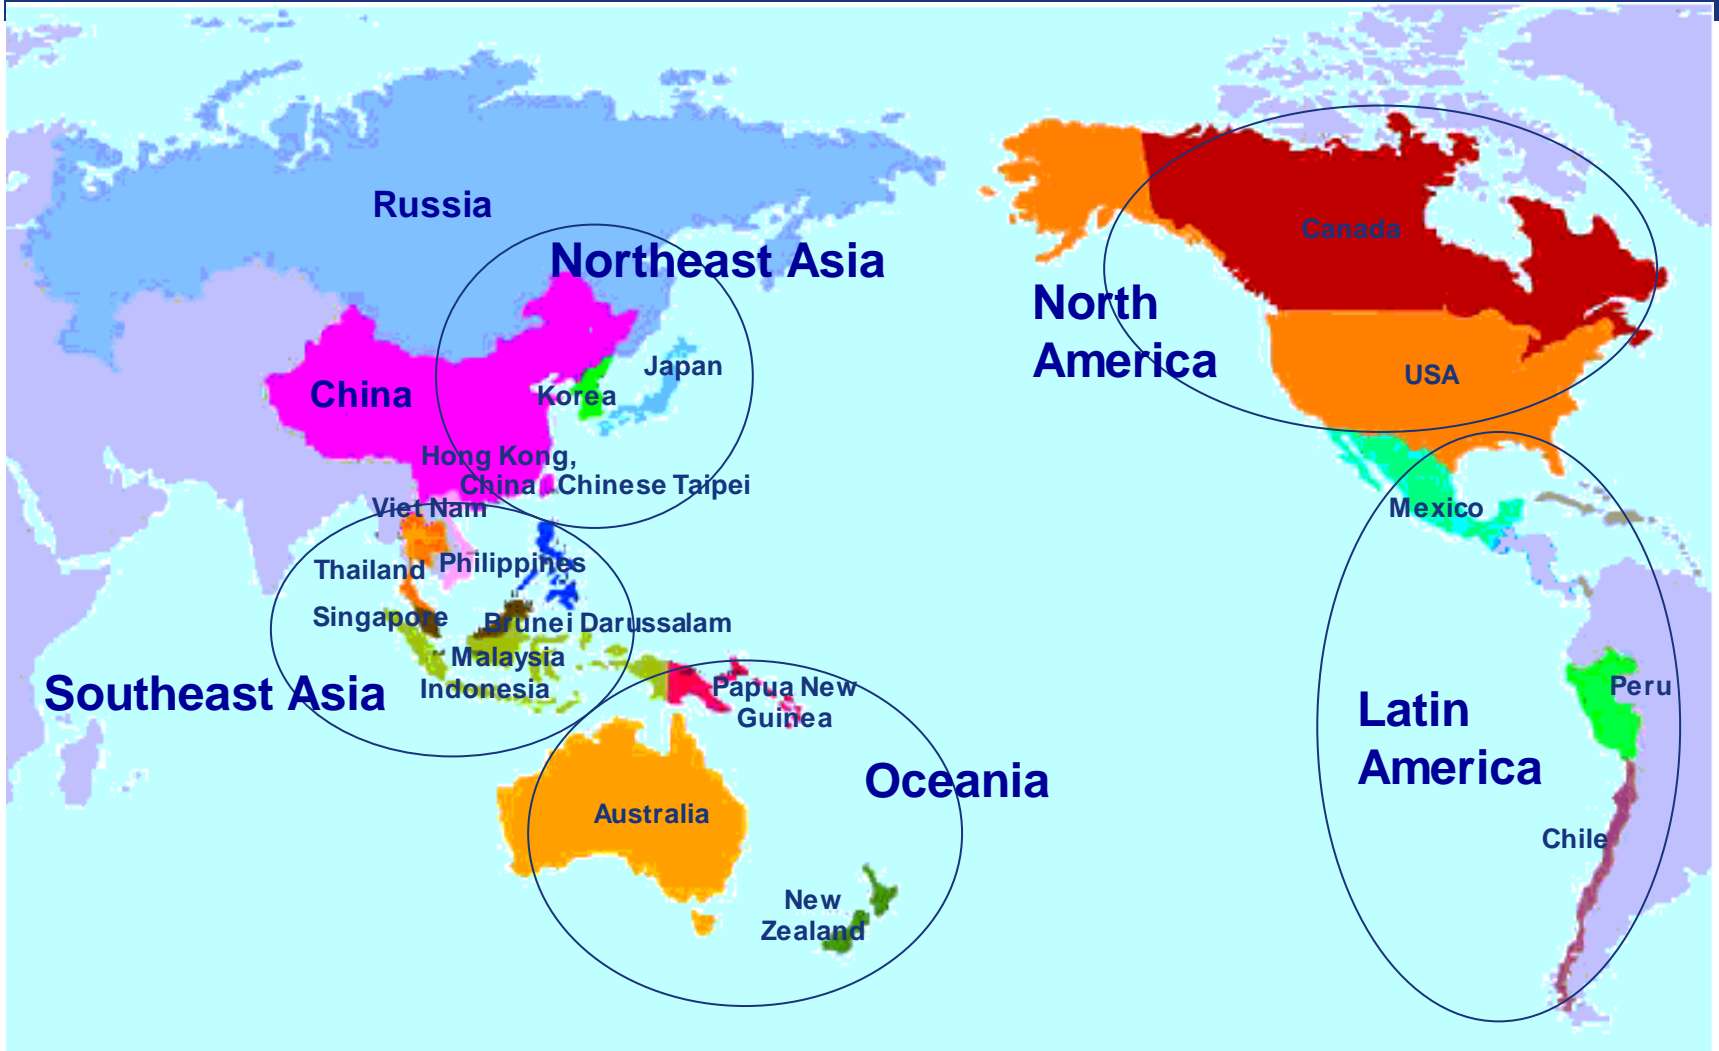 Russia
Northeast Asia
China
Japan
Korea
Hong Kong,
China
Chinese Taipei
Viet Nam
Thailand
Philippines
Singapore
Brunei Darussalam
Malaysia
Indonesia
Southeast Asia
Papua New
Guinea
Oceania
Australia
New
Zealand
Canada
North
America
USA
Mexico
Peru
Latin
America
Chile